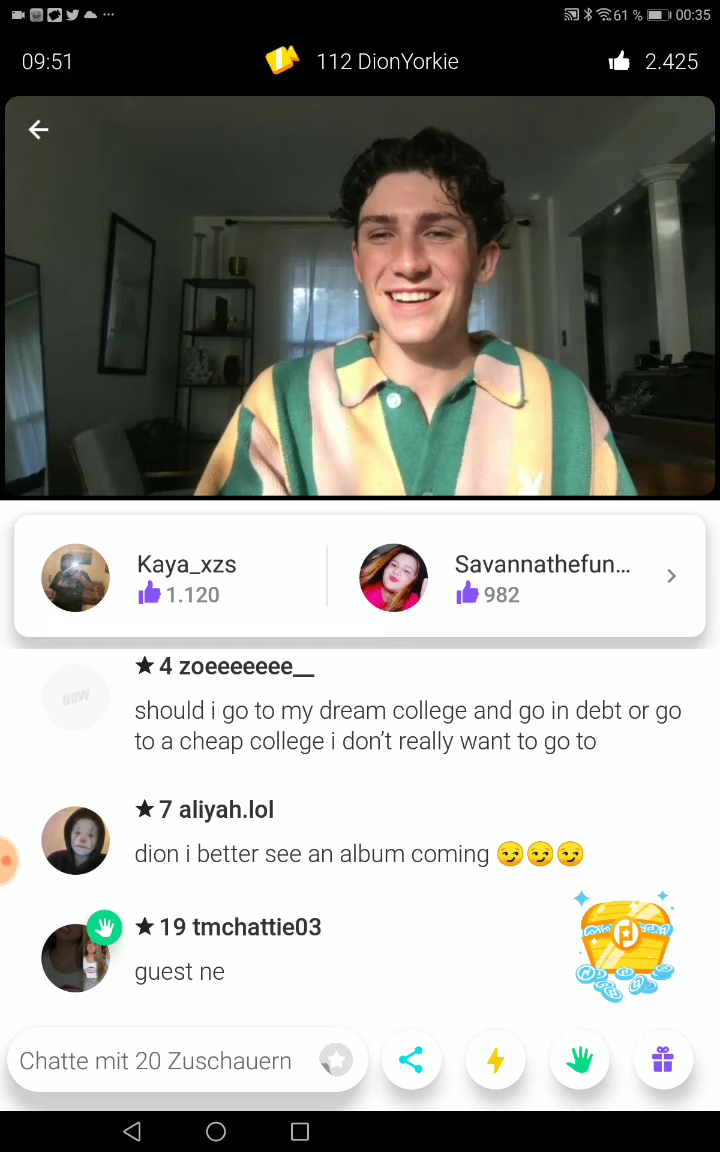 61 % 00:35
09:51 112 DionYorkie 2.425
Kaya_xzs Savannathefun...
1.120 982
★ 4 zoeeeeeee__
NOW
should i go to my dream college and go in debt or go
to a cheap college i don’t really want to go to
★ 7 aliyah.lol
dion i better see an album coming 😏😏😏
★ 19 tmchattie03
guest ne
Chatte mit 20 Zuschauern